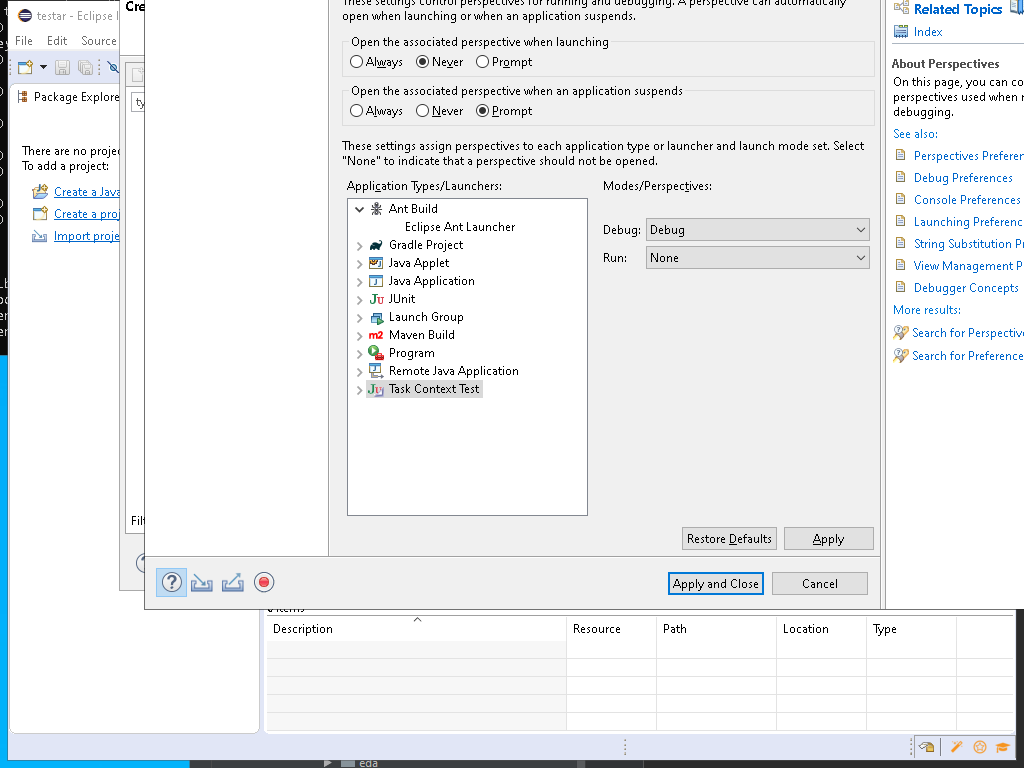 testar - Eclipse I
Cre
These settings control perspectives for running and debugging. A perspective can automatically
open when launching or when an application suspends.
Related Topics
File Edit Source
Index
Open the associated perspective when launching
Always Never Prompt
About Perspectives
On this page, you can co
perspectives used when r
debugging.
Open the associated perspective when an application suspends
Always Never Prompt
Package Explore
ty
See also:
Perspectives Preferen
Debug Preferences
Console Preferences
Launching Preferenc
String Substitution Pr
View Management P
Debugger Concepts
More results:
Search for Perspective
Search for Preference
There are no projec
To add a project:
Create a Java
Create a proj
Import proje
These settings assign perspectives to each application type or launcher and launch mode set. Select
"None" to indicate that a perspective should not be opened.
Application Types/Launchers:
Modes/Perspectives:
Ant Build
Eclipse Ant Launcher
Gradle Project
Java Applet
Java Application
JUnit
Launch Group
Maven Build
Program
Remote Java Application
Task Context Test
Debug: Debug
Run: None
Filt
Restore Defaults Apply
Apply and Close Cancel
Description Resource Path Location Type
eda